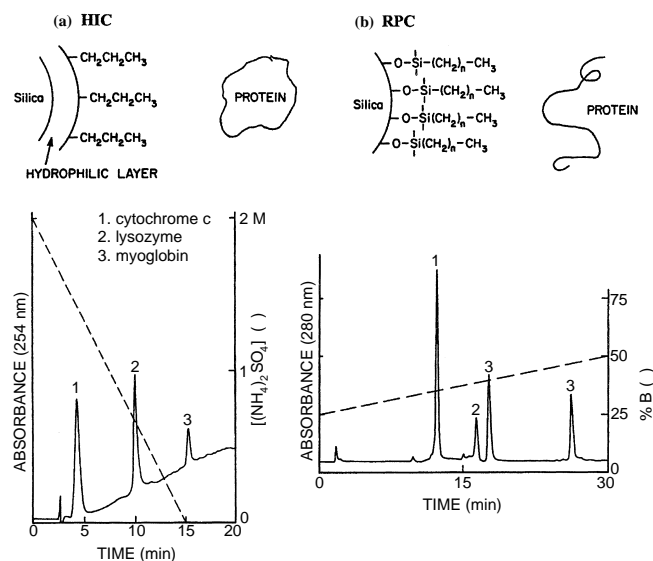 (a) HIC
CH2CH2CH3
CH2CH2CH3
CH2CH2CH3
Silica
HYDROPHILIC LAYER
PROTEIN
(b) RPC
O-Si(CH2)n-CH3
O-Si(CH2)n-CH3
O-Si(CH2)n-CH3
O-Si(CH2)n-CH3
Silica
PROTEIN
1. cytochrome c
2. lysozyme
3. myoglobin
ABSORBANCE (254 nm)
1
2
3
2 M
1
0
[(NH4)2SO4] ( )
0 5 10 15 20
TIME (min)
ABSORBANCE (280 nm)
1
2
3
3
75
50
25
0
% B ( )
0 15 30
TIME (min)